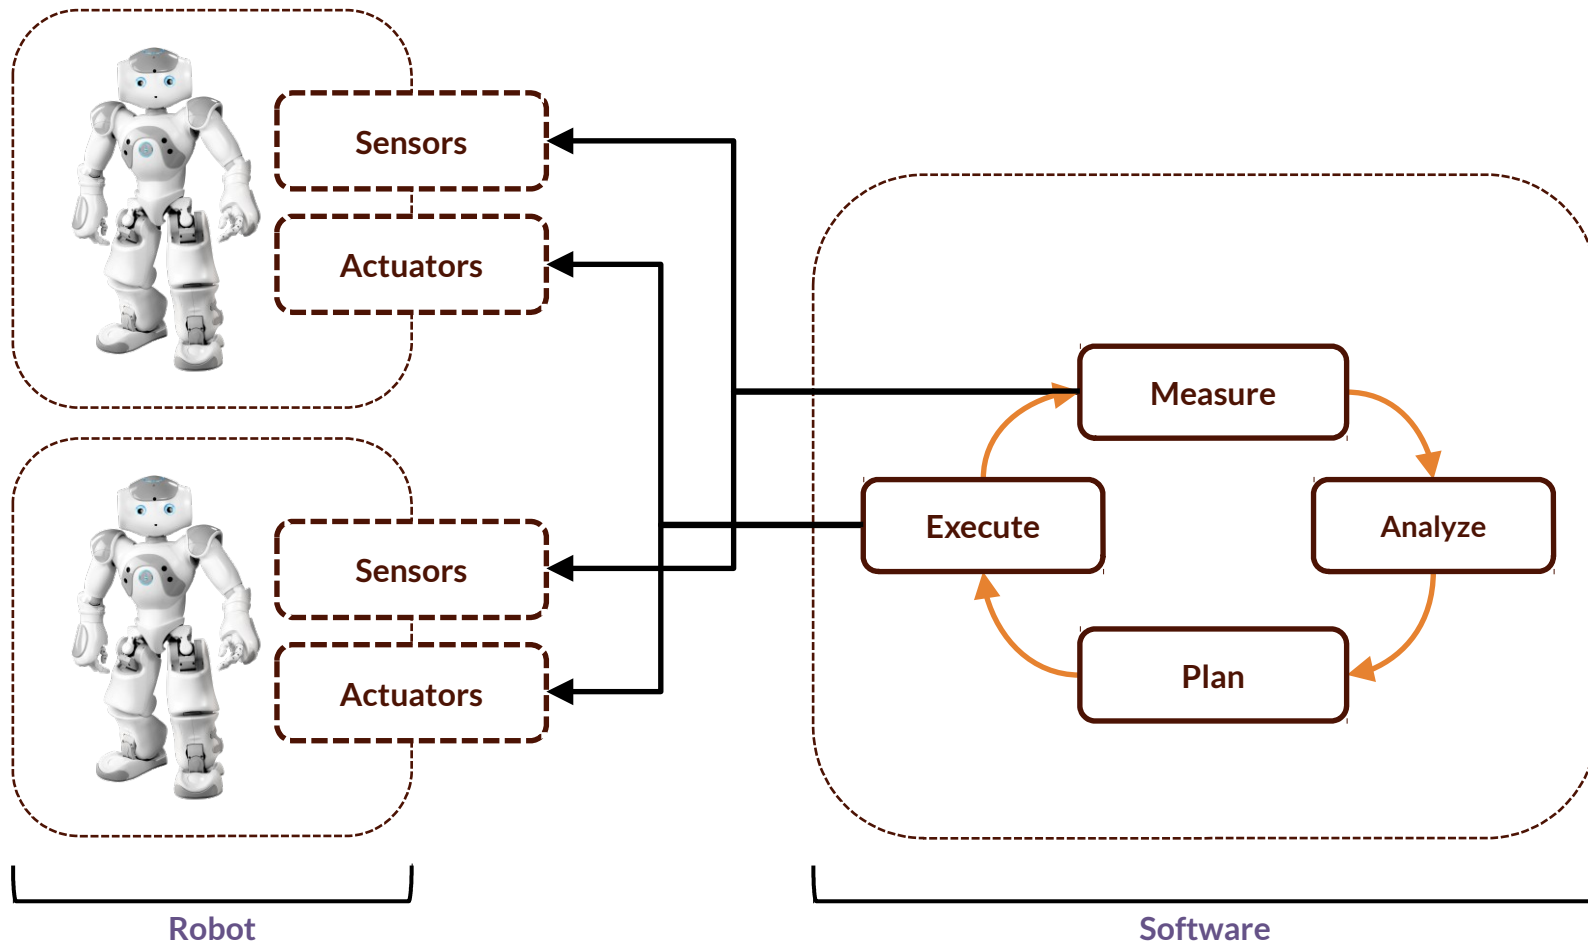 Sensors
Actuators
Measure
Execute
Analyze
Sensors
Plan
Actuators
Robot
Software